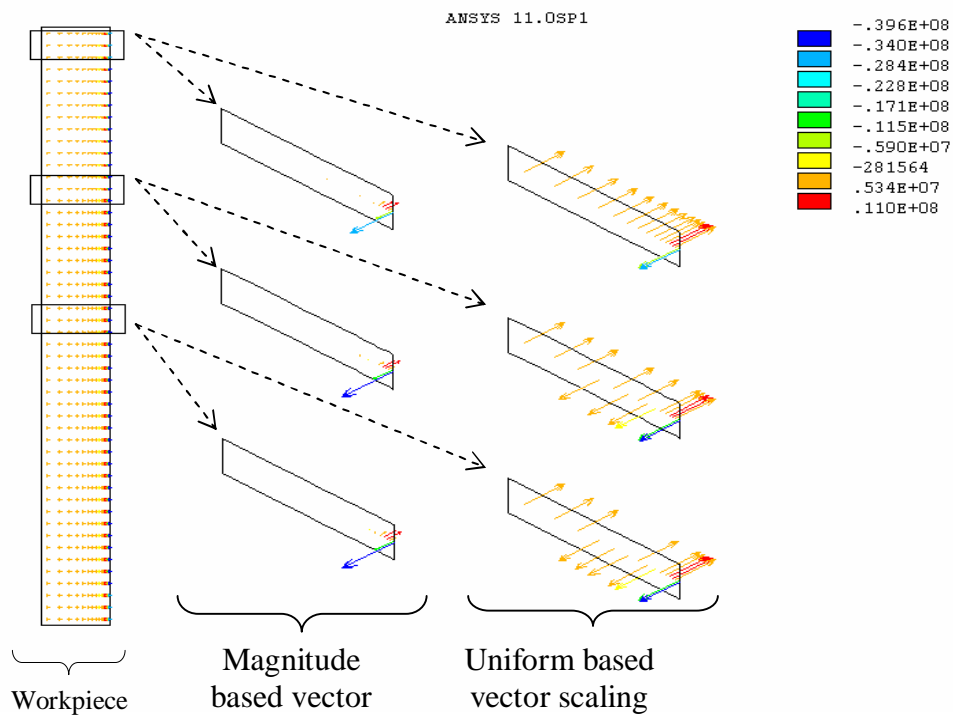 ANSYS 11.0SP1
-.396E+08
-.340E+08
-.284E+08
-.228E+08
-.171E+08
-.115E+08
-.590E+07
-281564
.534E+07
.110E+08
Workpiece
Magnitude
based vector
Uniform based
vector scaling